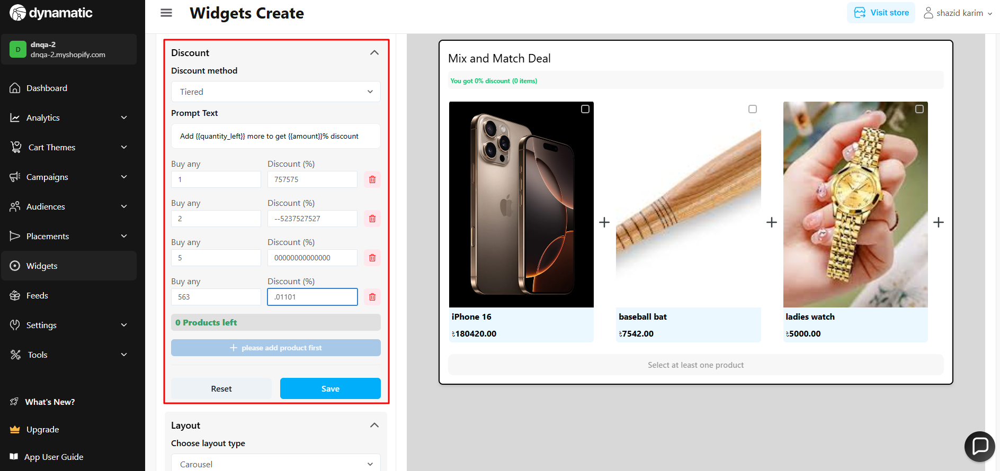 dynamatic
D
dnqa-2
dnqa-2.myshopify.com
Dashboard
Analytics
Cart Themes
Campaigns
Audiences
Placements
Widgets
Feeds
Settings
Tools
What's New?
Upgrade
App User Guide
Widgets Create
Visit store
shazid karim
Discount
Discount method
Tiered
Prompt Text
Add {{quantity_left}} more to get {{amount}}% discount
Buy any Discount (%)
1 757575
Buy any Discount (%)
2 --5237527527
Buy any Discount (%)
5 00000000000000
Buy any Discount (%)
563 .01101
0 Products left
+ please add product first
Reset Save
Layout
Choose layout type
Carousel
Mix and Match Deal
You got 0% discount (0 items)
+ + +
iPhone 16 baseball bat ladies watch
৳180420.00 ৳7542.00 ৳5000.00
Select at least one product